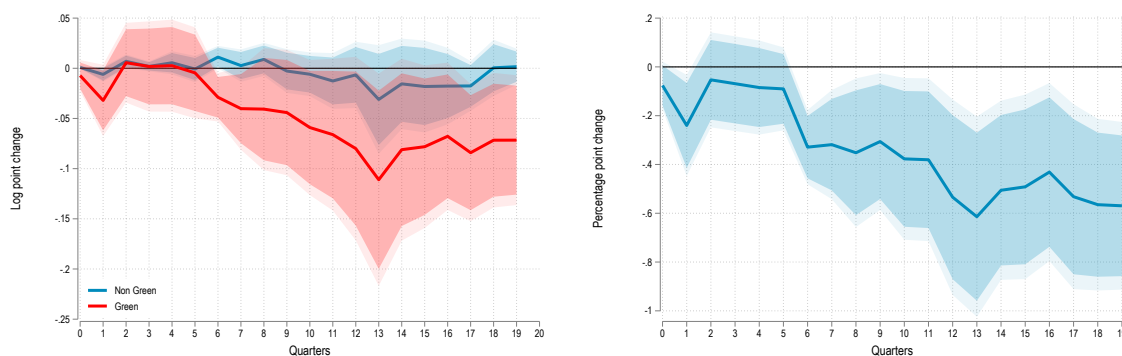 .05
0
.05
.1
.15
.2
.25
Log point change
Non Green
Green
0 1 2 3 4 5 6 7 8 9 10 11 12 13 14 15 16 17 18 19 20
Quarters
.2
0
.2
.4
.6
.8
-1
Percentage point change
0 1 2 3 4 5 6 7 8 9 10 11 12 13 14 15 16 17 18
Quarters